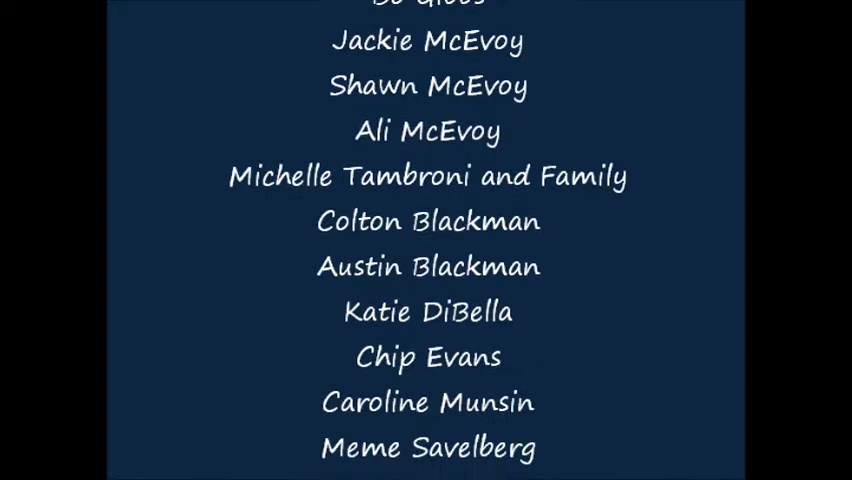 Jackie McEvoy
Shawn McEvoy
Ali McEvoy
Michelle Tambroni and Family
Colton Blackman
Austin Blackman
Katie DiBella
Chip Evans
Caroline Munsin
Meme Savelberg